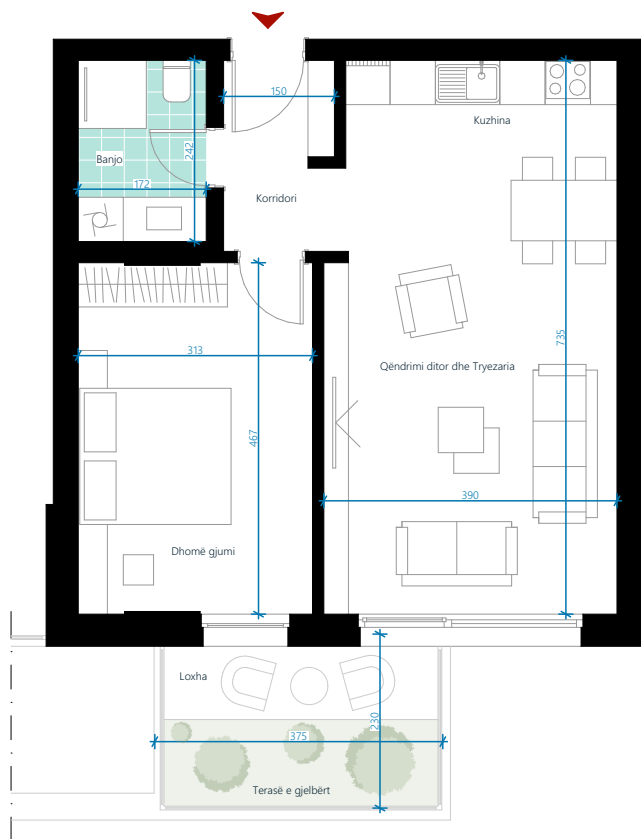 150
Kuzhina
242
Banjo
172
Korridori
313
735
Qëndrimi ditor dhe Tryezaria
467
390
Dhomë gjumi
Loxha
230
375
Terasë e gjelbërt